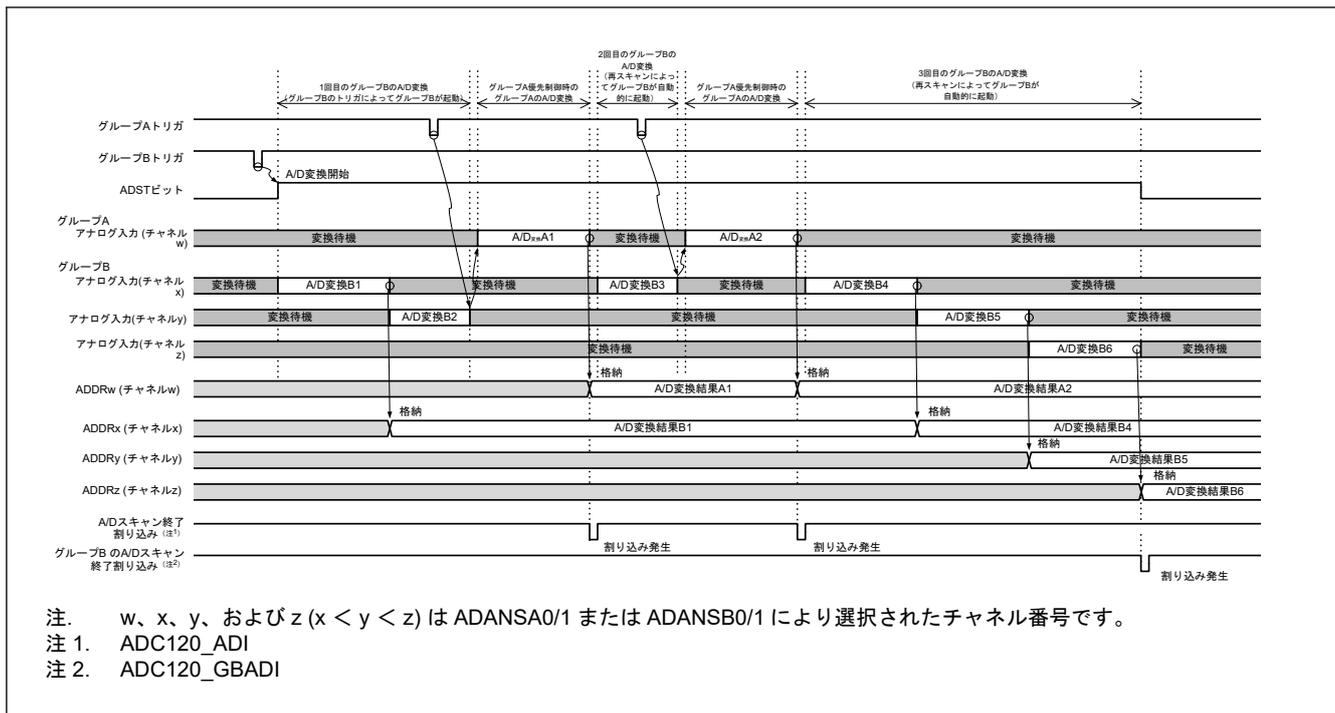 1回目のグループBのA/D変換
(グループBのトリガによってグループBが起動)
グループA優先制御時の
グループAのA/D変換
2回目のグループBの
A/D変換
(再スキャンによっ
てグループBが自動
的に起動)
グループA優先制御時の
グループAのA/D変換
3回目のグループBのA/D変換
(再スキャンによってグループBが
自動的に起動)
グループAトリガ
グループBトリガ
ADSTビット
A/D変換開始
グループA
アナログ入力 (チャネル
w)
変換待機
A/D変換A1
変換待機
A/D変換A2
変換待機
グループB
アナログ入力(チャネル
x)
変換待機
A/D変換B1
変換待機
A/D変換B3
変換待機
A/D変換B4
変換待機
アナログ入力(チャネルy)
変換待機
A/D変換B2
変換待機
A/D変換B5
変換待機
アナログ入力(チャネル
z)
変換待機
A/D変換B6
変換待機
ADDRw (チャネルw)
格納
A/D変換結果A1
格納
A/D変換結果A2
ADDRx (チャネルx)
格納
A/D変換結果B1
格納
A/D変換結果B4
ADDRy (チャネルy)
格納
A/D変換結果B5
ADDRz (チャネルz)
格納
A/D変換結果B6
A/Dスキャン終了
割り込み (注1)
割り込み発生
割り込み発生
グループB のA/Dスキャン
終了割り込み (注2)
割り込み発生
注. w、x、y、および z (x < y < z) は ADANSA0/1 または ADANSB0/1 により選択されたチャネル番号です。
注 1. ADC120_ADI
注 2. ADC120_GBADI